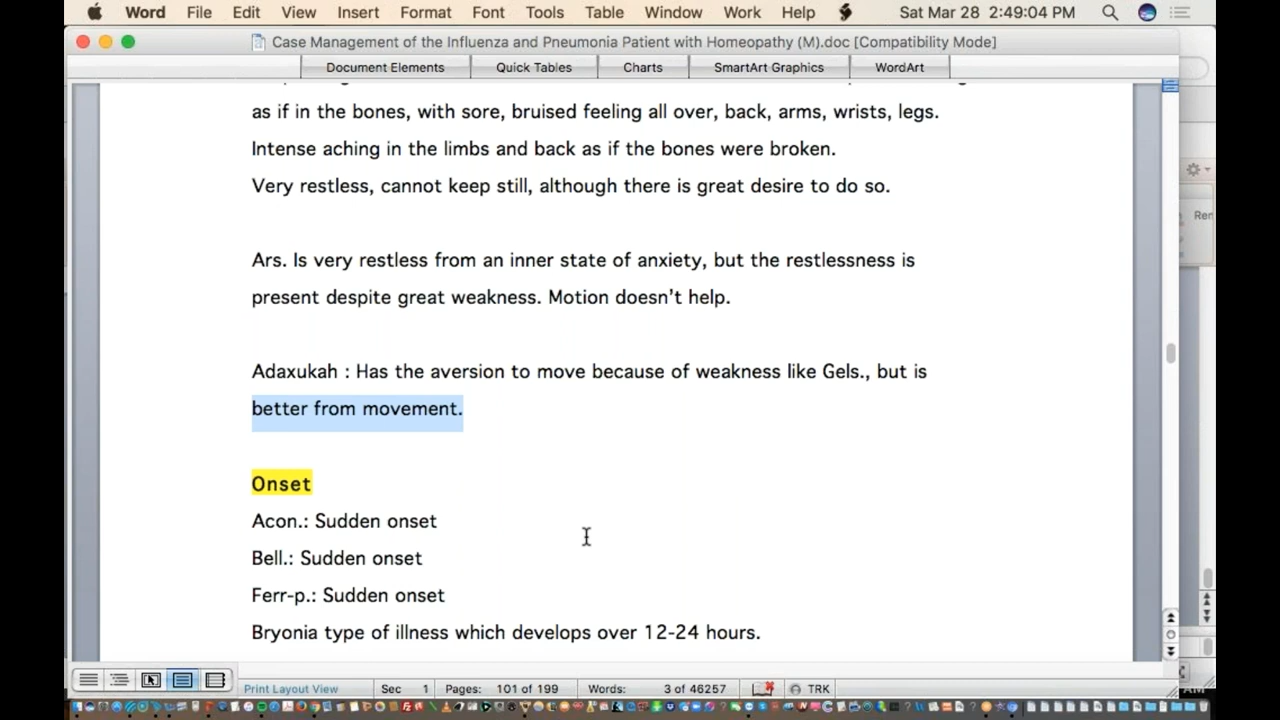 Word File Edit View Insert Format Font Tools Table Window Work Help Sat Mar 28 2:49:04 PM
Case Management of the Influenza and Pneumonia Patient with Homeopathy (M).doc [Compatibility Mode]
Document Elements Quick Tables Charts SmartArt Graphics WordArt
as if in the bones, with sore, bruised feeling all over, back, arms, wrists, legs.
Intense aching in the limbs and back as if the bones were broken.
Very restless, cannot keep still, although there is great desire to do so.
Ren
Ars. Is very restless from an inner state of anxiety, but the restlessness is
present despite great weakness. Motion doesn't help.
Adaxukah : Has the aversion to move because of weakness like Gels., but is
better from movement.
Onset
Acon.: Sudden onset
Bell.: Sudden onset
Ferr-p.: Sudden onset
Bryonia type of illness which develops over 12-24 hours.
Print Layout View Sec 1 Pages: 101 of 199 Words: 3 of 46257 TRK
AM